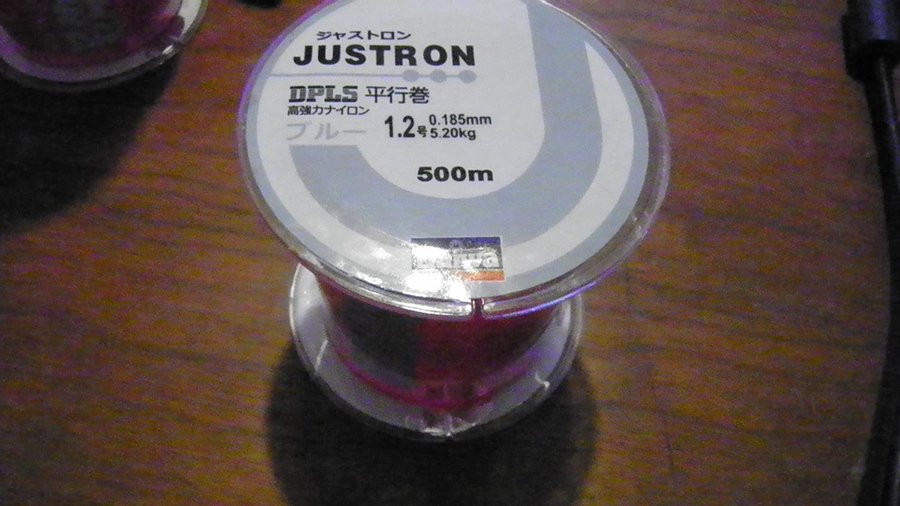 ジャストロン
JUSTRON
DPLS 平行巻
高強力ナイロン
ブルー 1.2号 0.185mm
5.20kg
500m
Daiwa